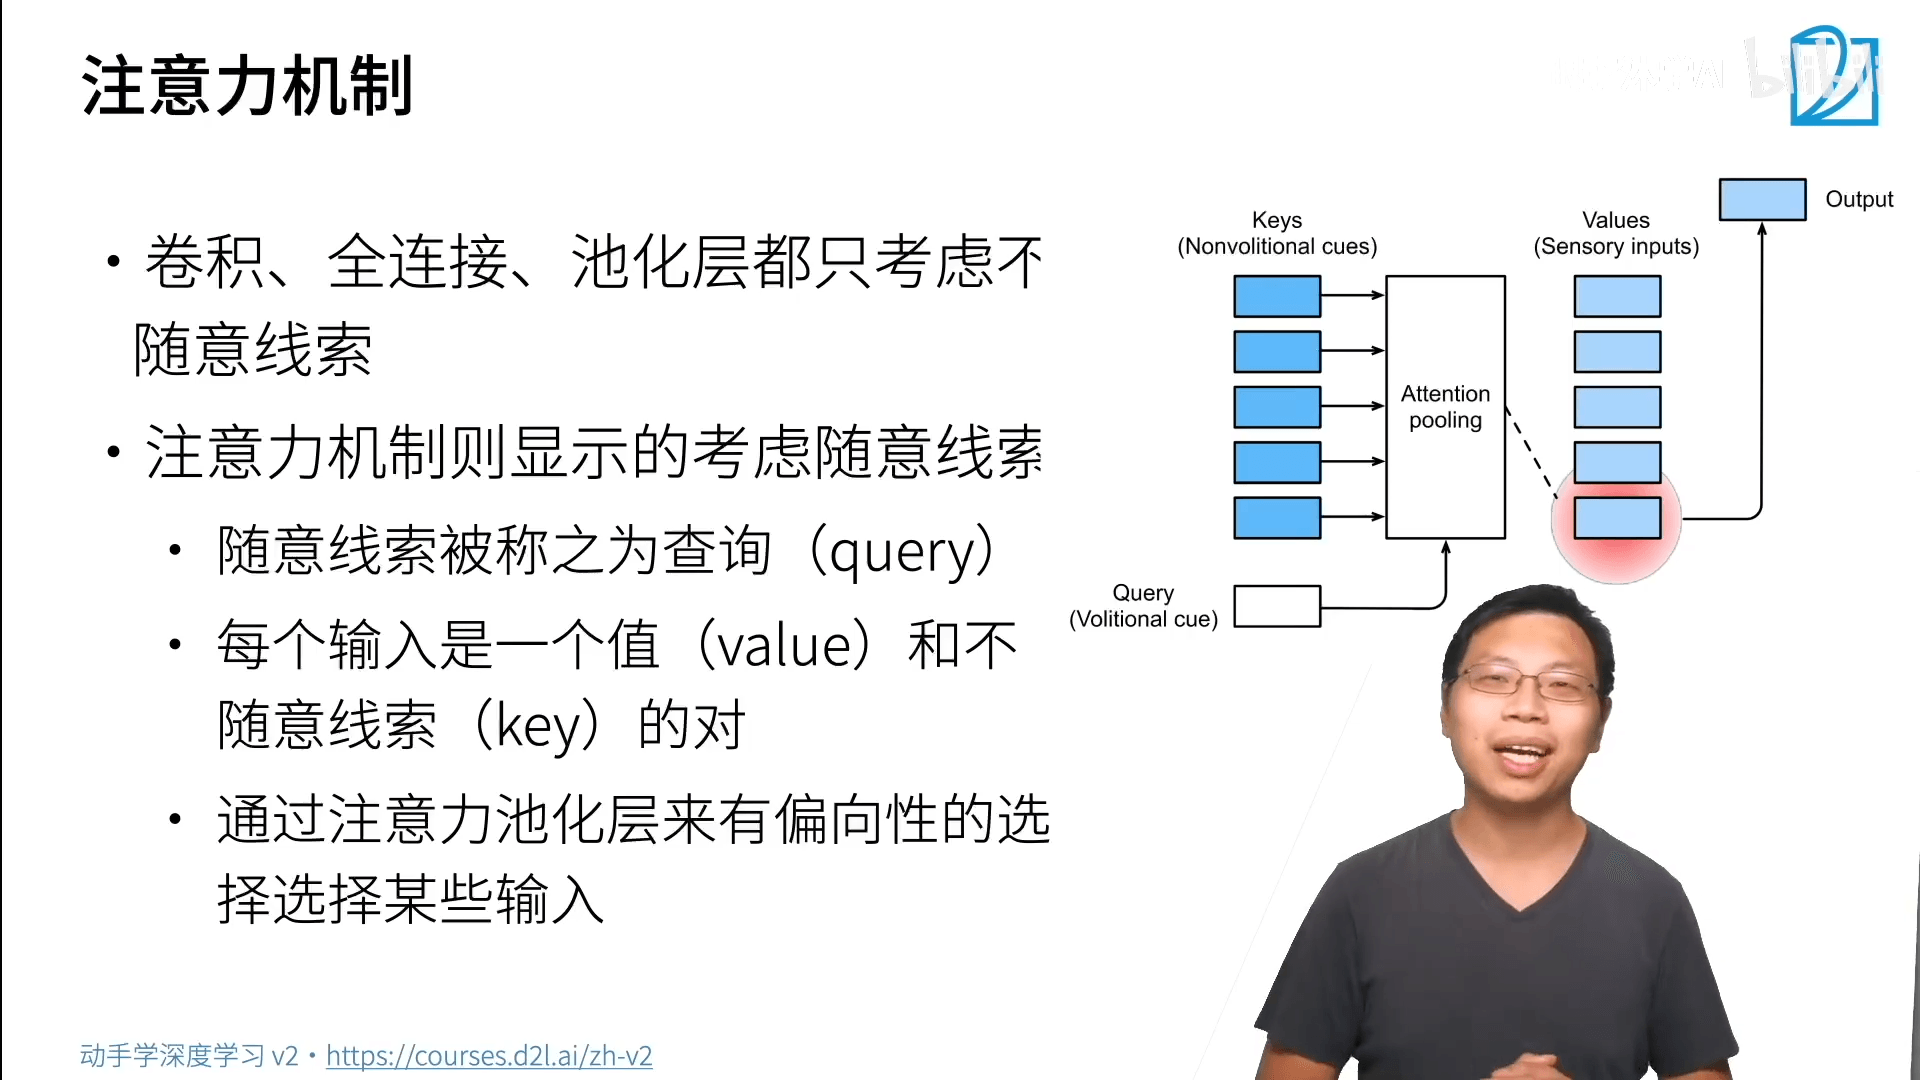 注意力机制
卷积、全连接、池化层都只考虑不
随意线索
注意力机制则显示的考虑随意线索
随意线索被称之为查询（query）
每个输入是一个值（value）和不
随意线索（key）的对
通过注意力池化层来有偏向性的选
择选择某些输入
Keys
(Nonvolitional cues)
Values
(Sensory inputs)
Output
Attention
pooling
Query
(Volitional cue)
动手学深度学习 v2 • https://courses.d2l.ai/zh-v2
bilibili